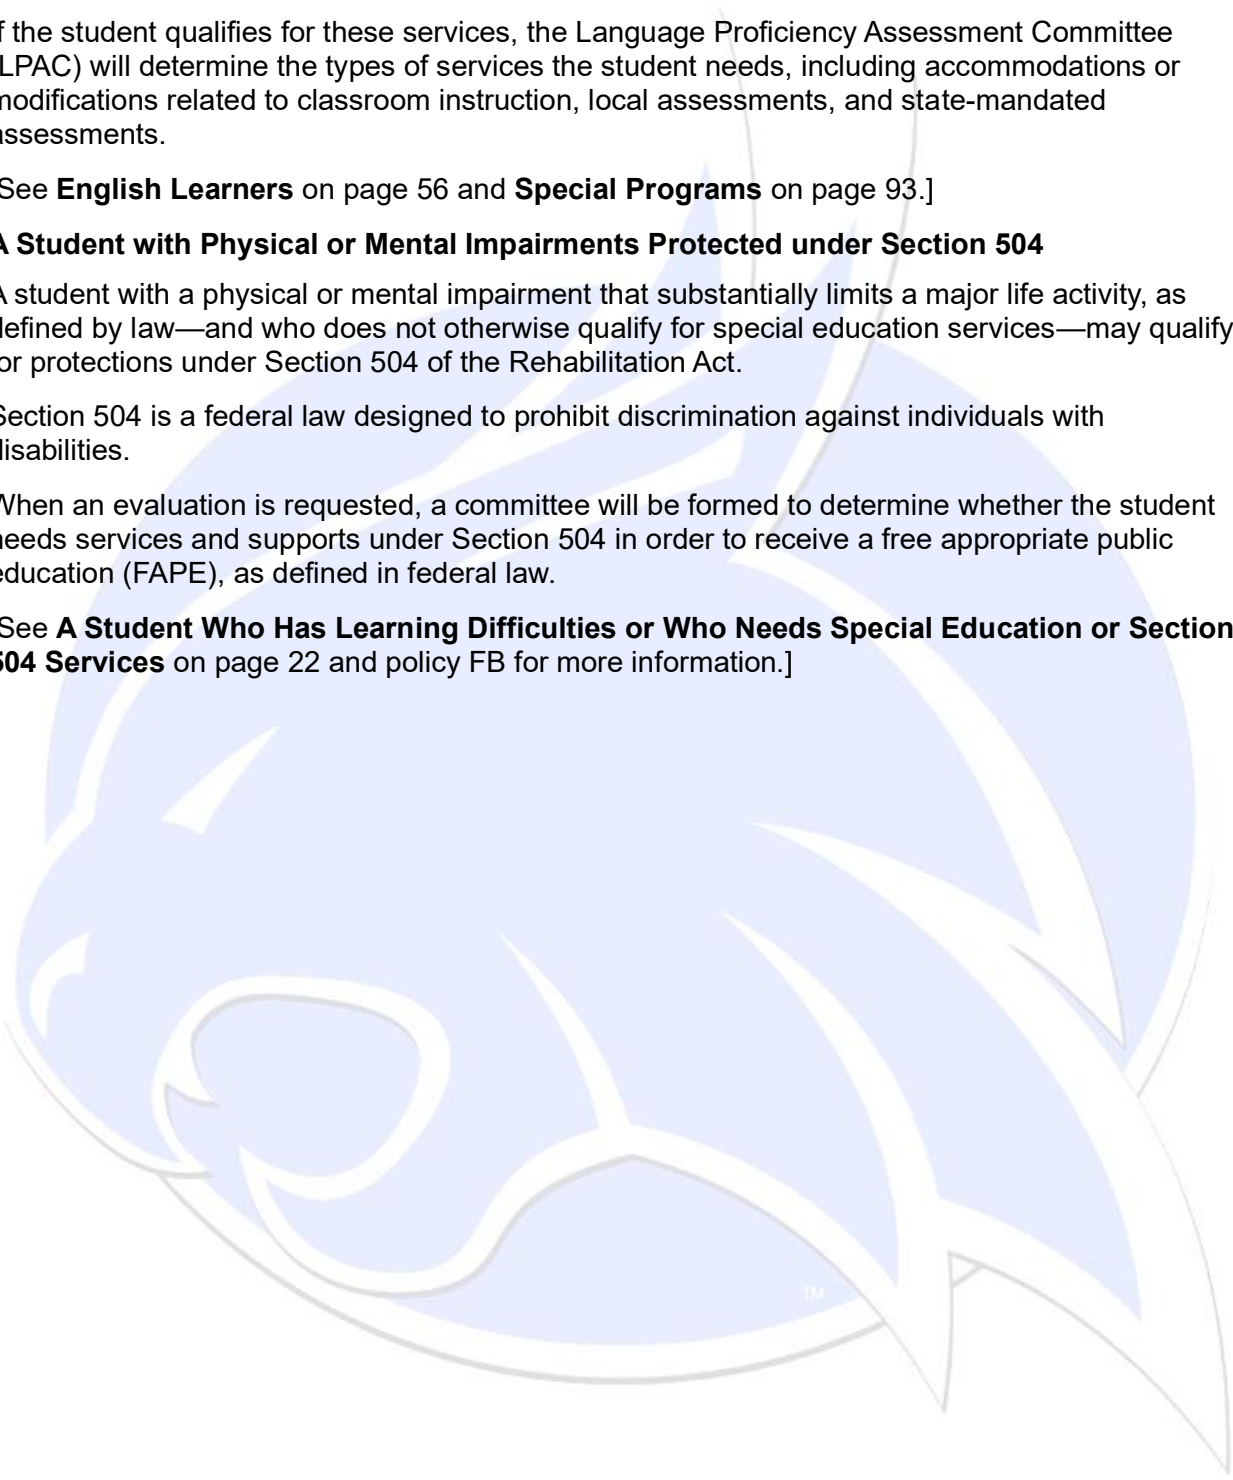 f the student qualifies for these services, the Language Proficiency Assessment Committee
LPAC) will determine the types of services the student needs, including accommodations or
modifications related to classroom instruction, local assessments, and state-mandated
assessments.
See English Learners on page 56 and Special Programs on page 93.]
A Student with Physical or Mental Impairments Protected under Section 504
A student with a physical or mental impairment that substantially limits a major life activity, as
defined by law—and who does not otherwise qualify for special education services—may qualify
for protections under Section 504 of the Rehabilitation Act.
Section 504 is a federal law designed to prohibit discrimination against individuals with
disabilities.
When an evaluation is requested, a committee will be formed to determine whether the student
needs services and supports under Section 504 in order to receive a free appropriate public
education (FAPE), as defined in federal law.
See A Student Who Has Learning Difficulties or Who Needs Special Education or Section
504 Services on page 22 and policy FB for more information.]
TM